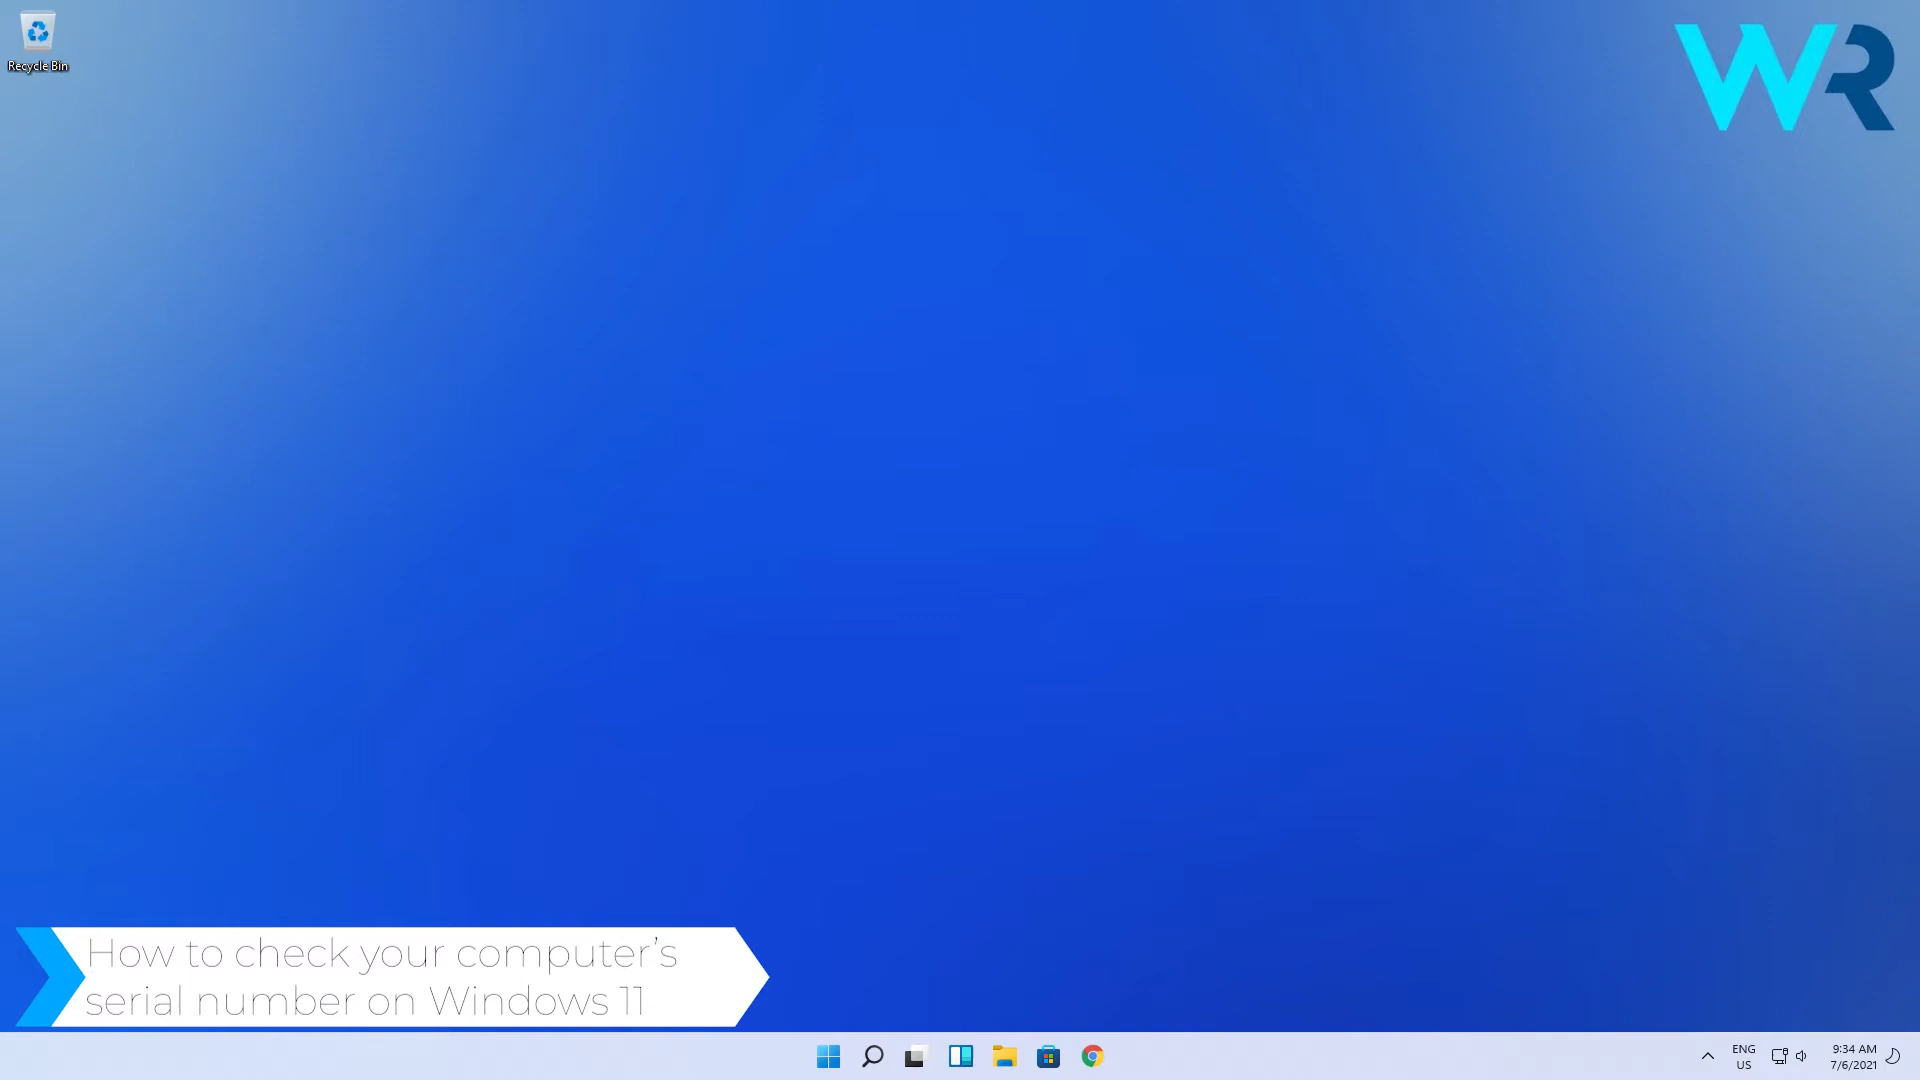 Recycle Bin
WR
How to check your computer’s
serial number on Windows 11
ENG
US
9:34 AM
7/6/2021